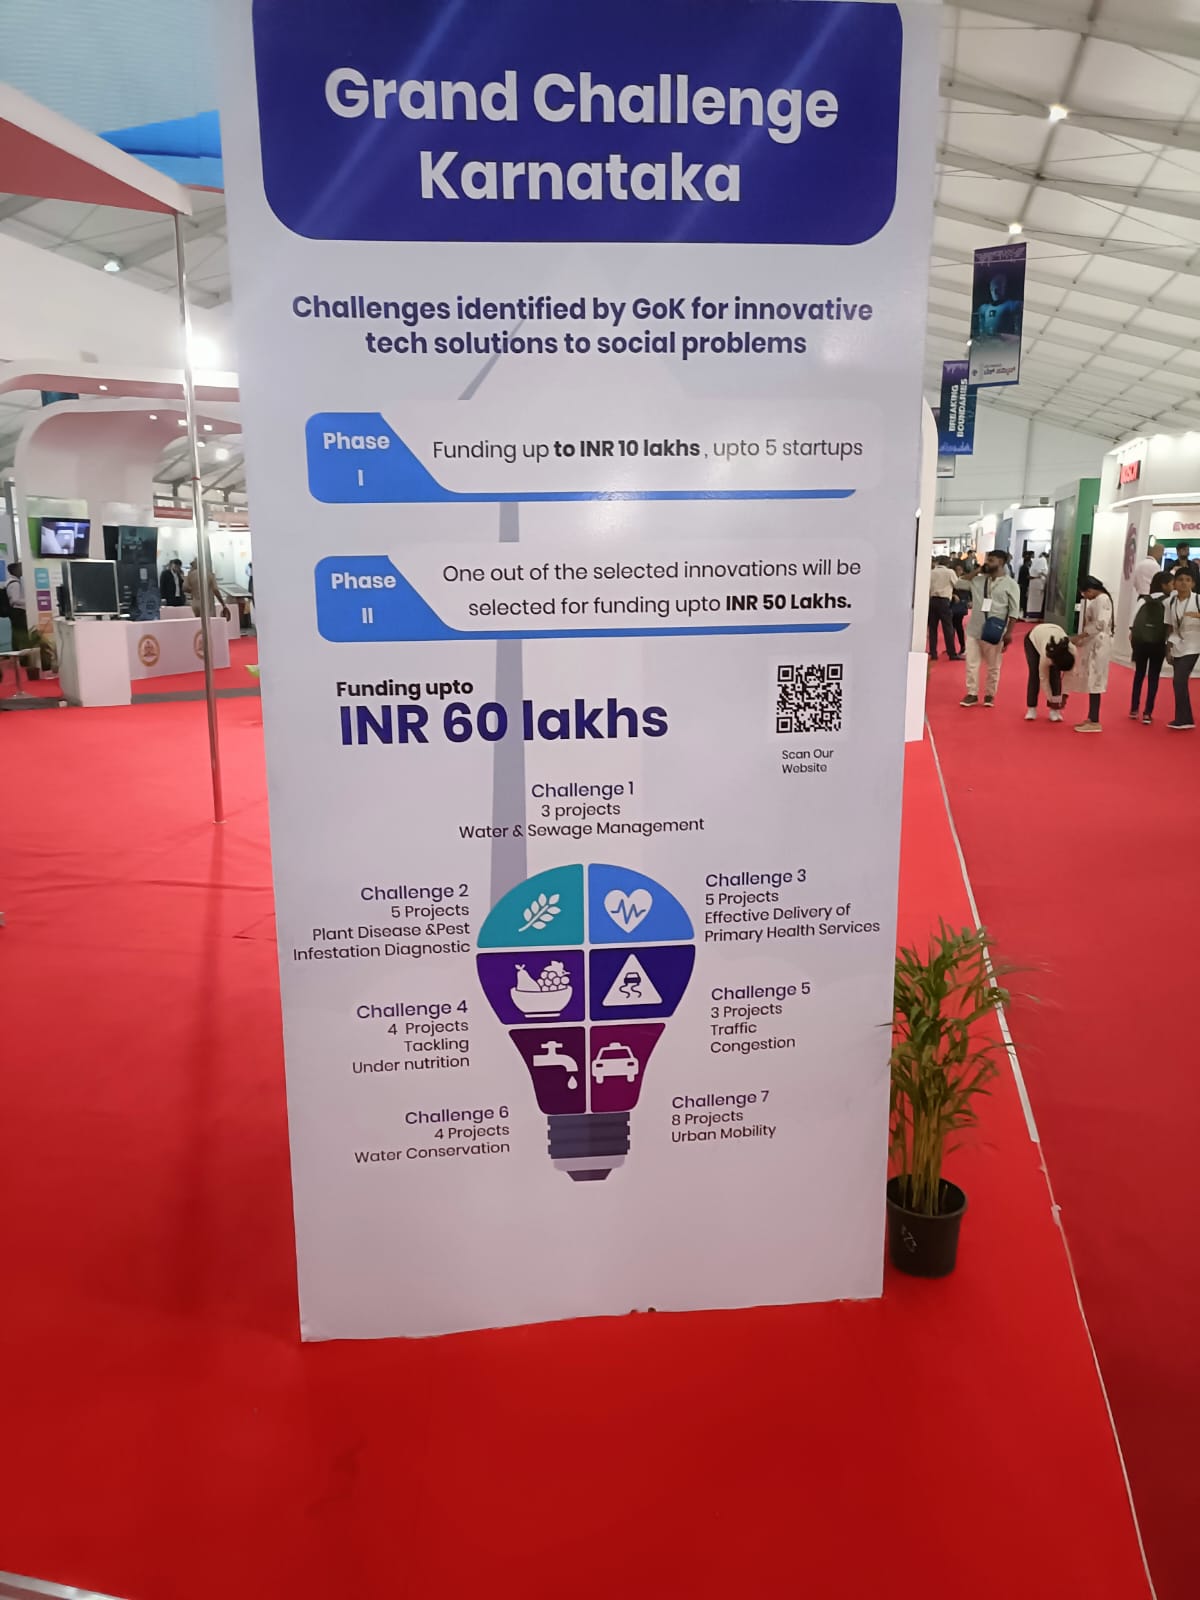 Grand Challenge
Karnataka
Challenges identified by GoK for innovative
tech solutions to social problems
Phase
I
Funding up to INR 10 lakhs , upto 5 startups
Phase
II
One out of the selected innovations will be
selected for funding upto INR 50 Lakhs.
Funding upto
INR 60 lakhs
Scan Our
Website
Challenge 1
3 projects
Water & Sewage Management
Challenge 2
5 Projects
Plant Disease &Pest
Infestation Diagnostic
Challenge 3
5 Projects
Effective Delivery of
Primary Health Services
Challenge 4
4 Projects
Tackling
Under nutrition
Challenge 5
3 Projects
Traffic
Congestion
Challenge 6
4 Projects
Water Conservation
Challenge 7
8 Projects
Urban Mobility
BREAKING
BOUNDARIES